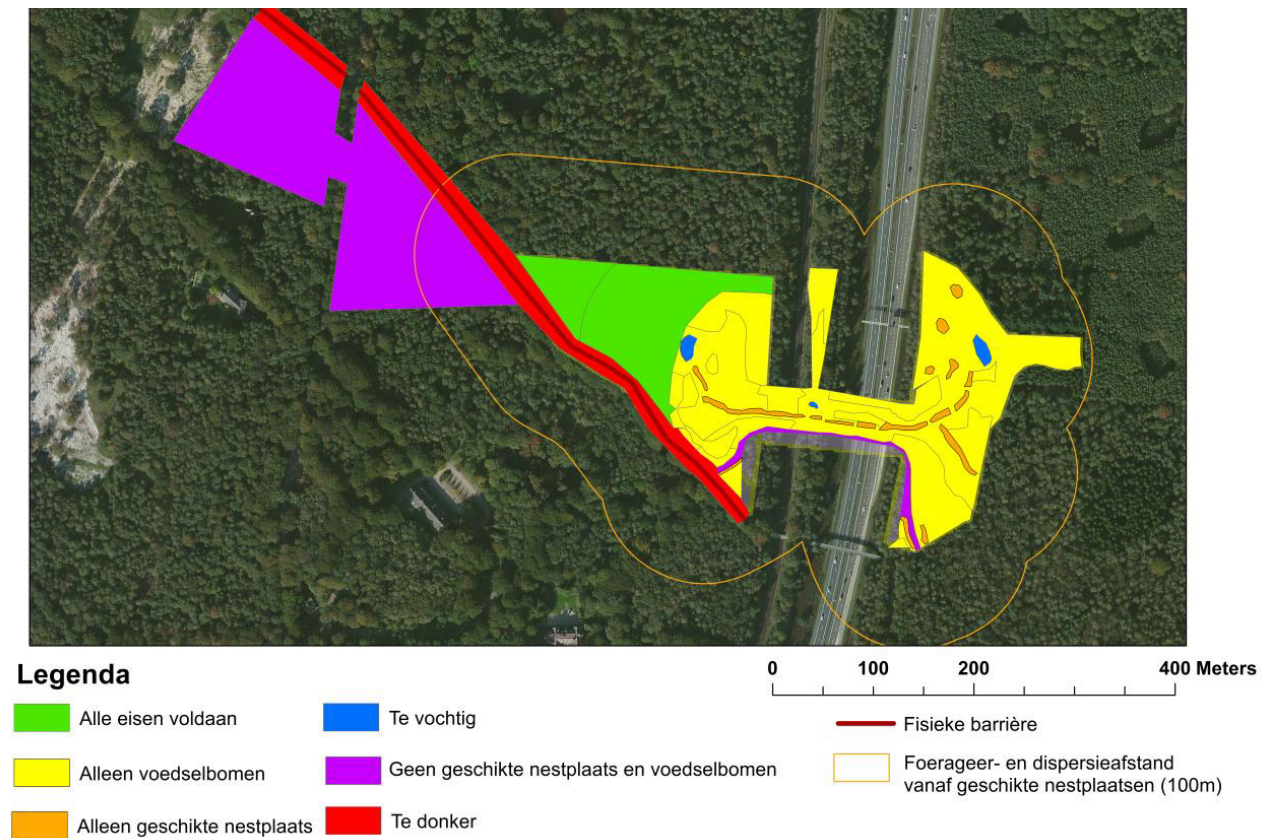 Legenda
0 100 200 400 Meters
Alle eisen voldaan
Te vochtig
Fisieke barrière
Alleen voedselbomen
Geen geschikte nestplaats en voedselbomen
Foerageer- en dispersieafstand
vanaf geschikte nestplaatsen (100m)
Alleen geschikte nestplaats
Te donker